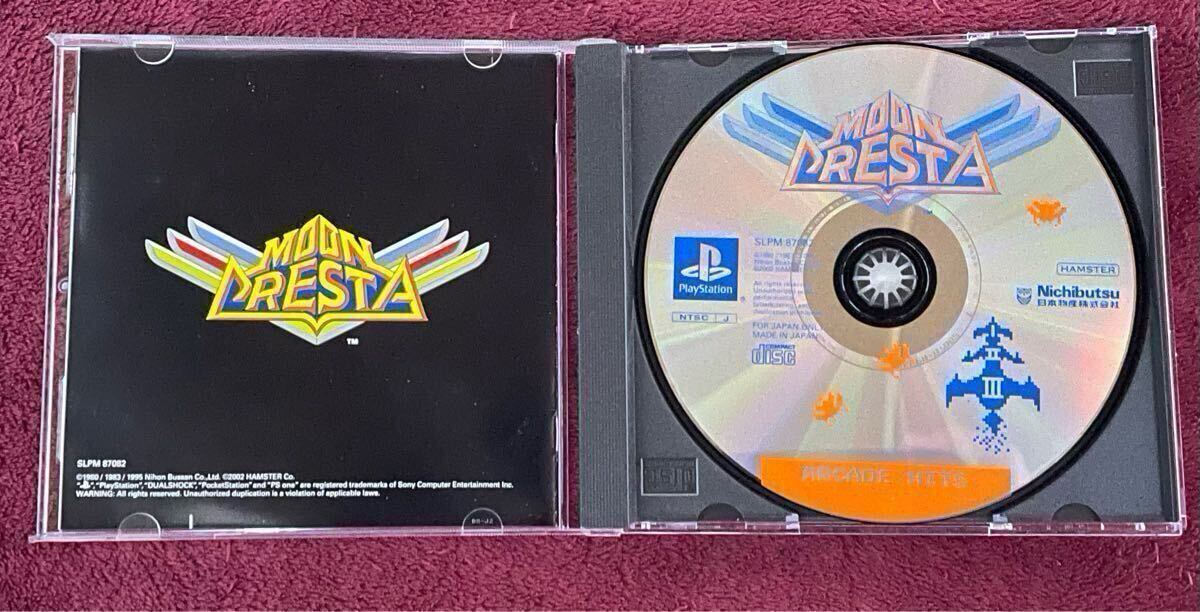 MOON
CRESTA
TM
SLPM 87082
©1980 / 1983 / 1995 Nihon Bussan Co.,Ltd. ©2002 HAMSTER Co.
"PlayStation", "DUALSHOCK", "PocketStation" and "PS one" are registered trademarks of Sony Computer Entertainment Inc.
WARNING: All rights reserved. Unauthorized duplication is a violation of applicable laws.
MOON
CRESTA
SLPM 87082
PlayStation
®
NTSC J
FOR JAPAN ONLY
MADE IN JAPAN
COMPACT
disc
HAMSTER
Nichibutsu
日本物産株式会社
III
ARCADE HITS
disc
disc